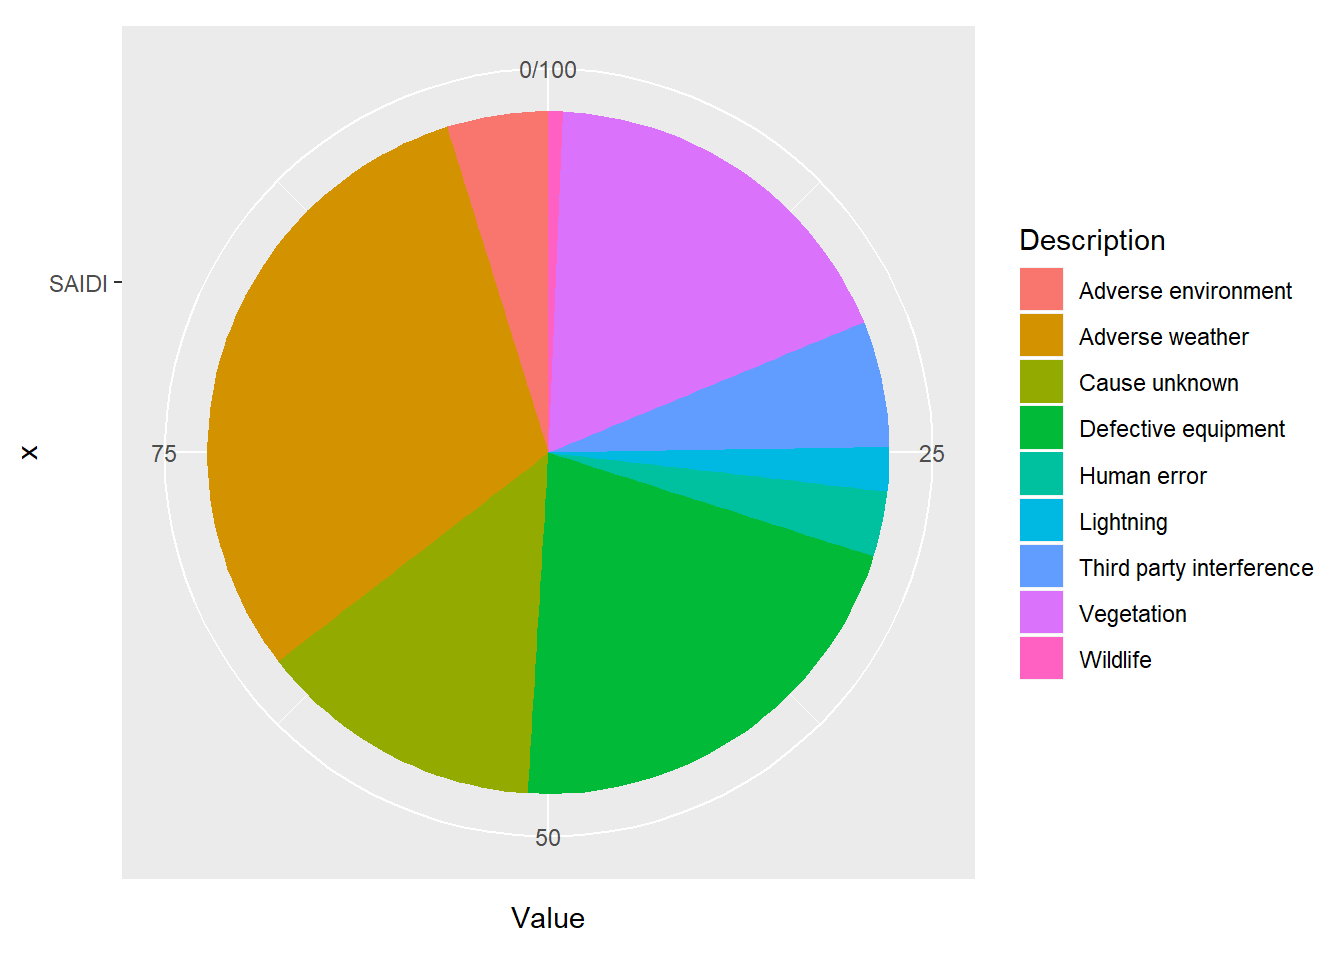 0/100
SAIDI
75
25
50
x
Value
Description
Adverse environment
Adverse weather
Cause unknown
Defective equipment
Human error
Lightning
Third party interference
Vegetation
Wildlife